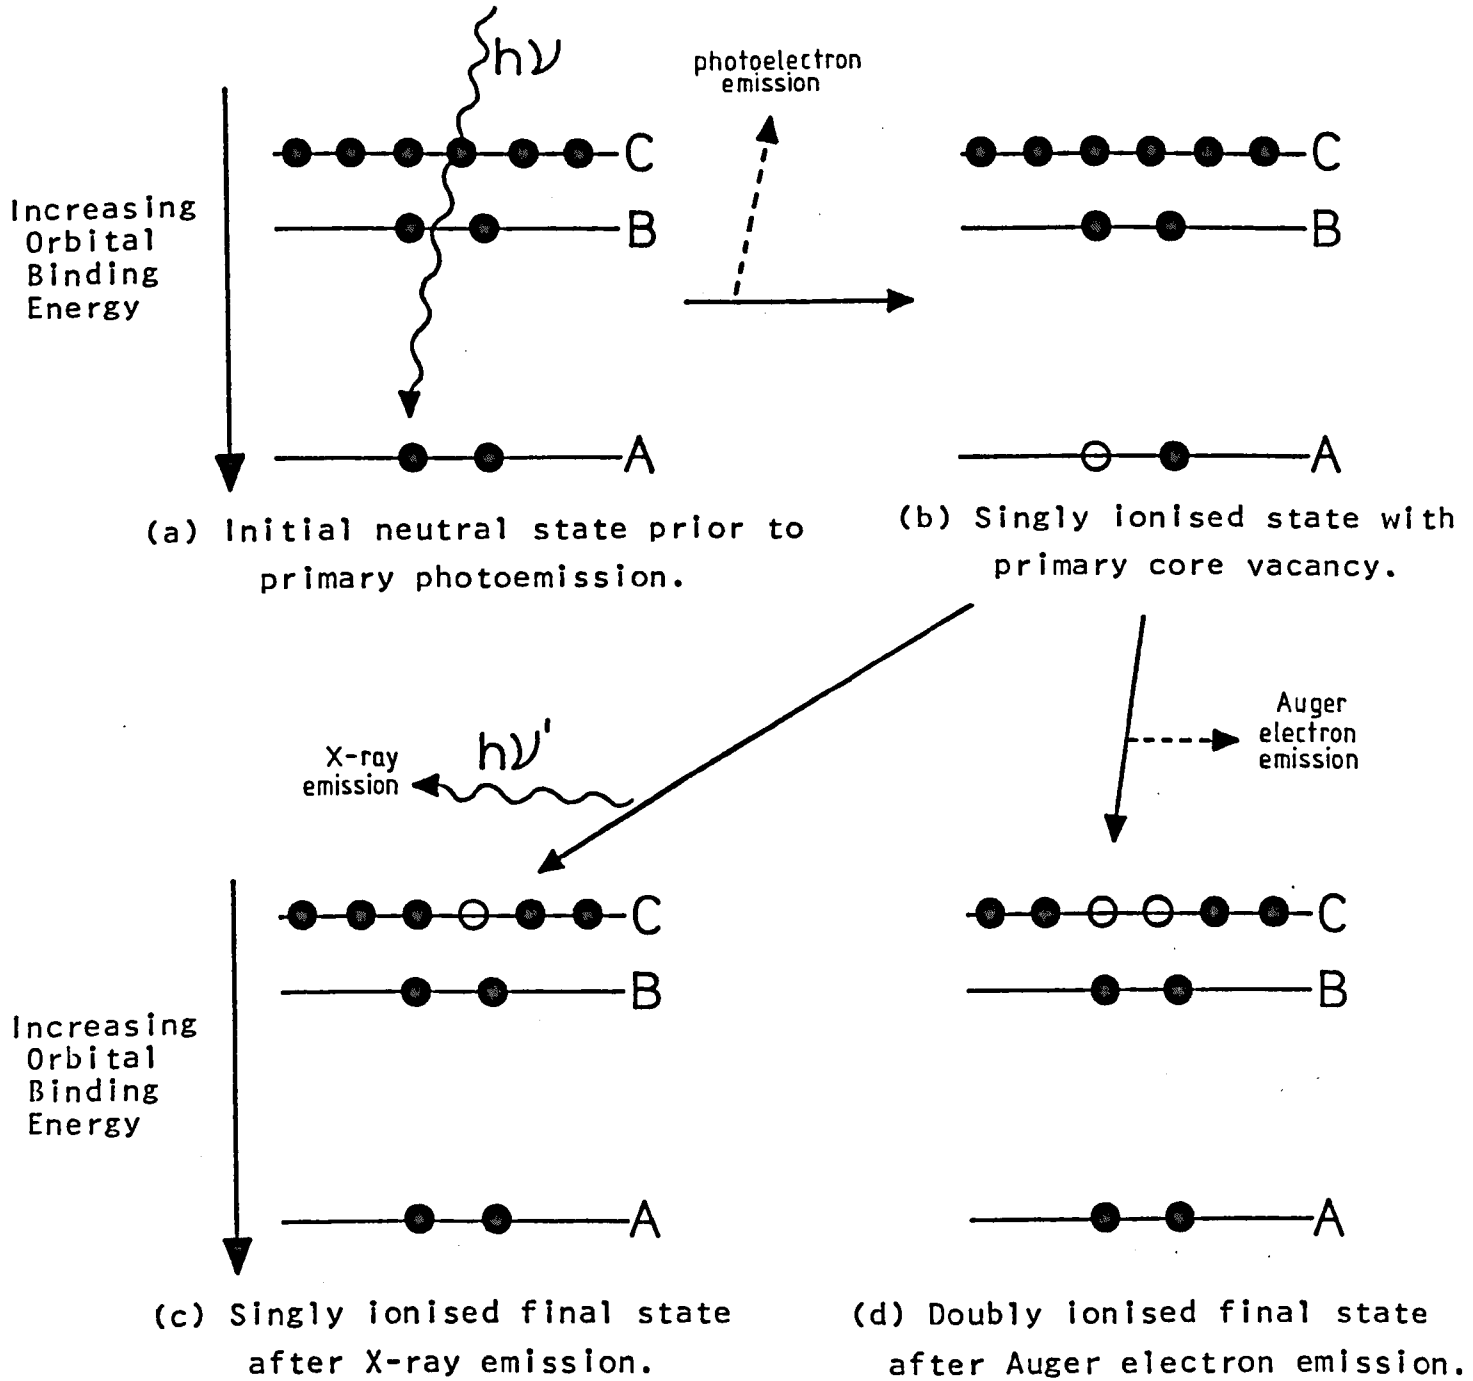 hν
photoelectron
emission
C
B
A
Increasing
Orbital
Binding
Energy
C
B
A
(a) Initial neutral state prior to
primary photoemission.
(b) Singly ionised state with
primary core vacancy.
X-ray
emission
hν'
Auger
electron
emission
Increasing
Orbital
Binding
Energy
C
B
A
C
B
A
(c) Singly ionised final state
after X-ray emission.
(d) Doubly ionised final state
after Auger electron emission.